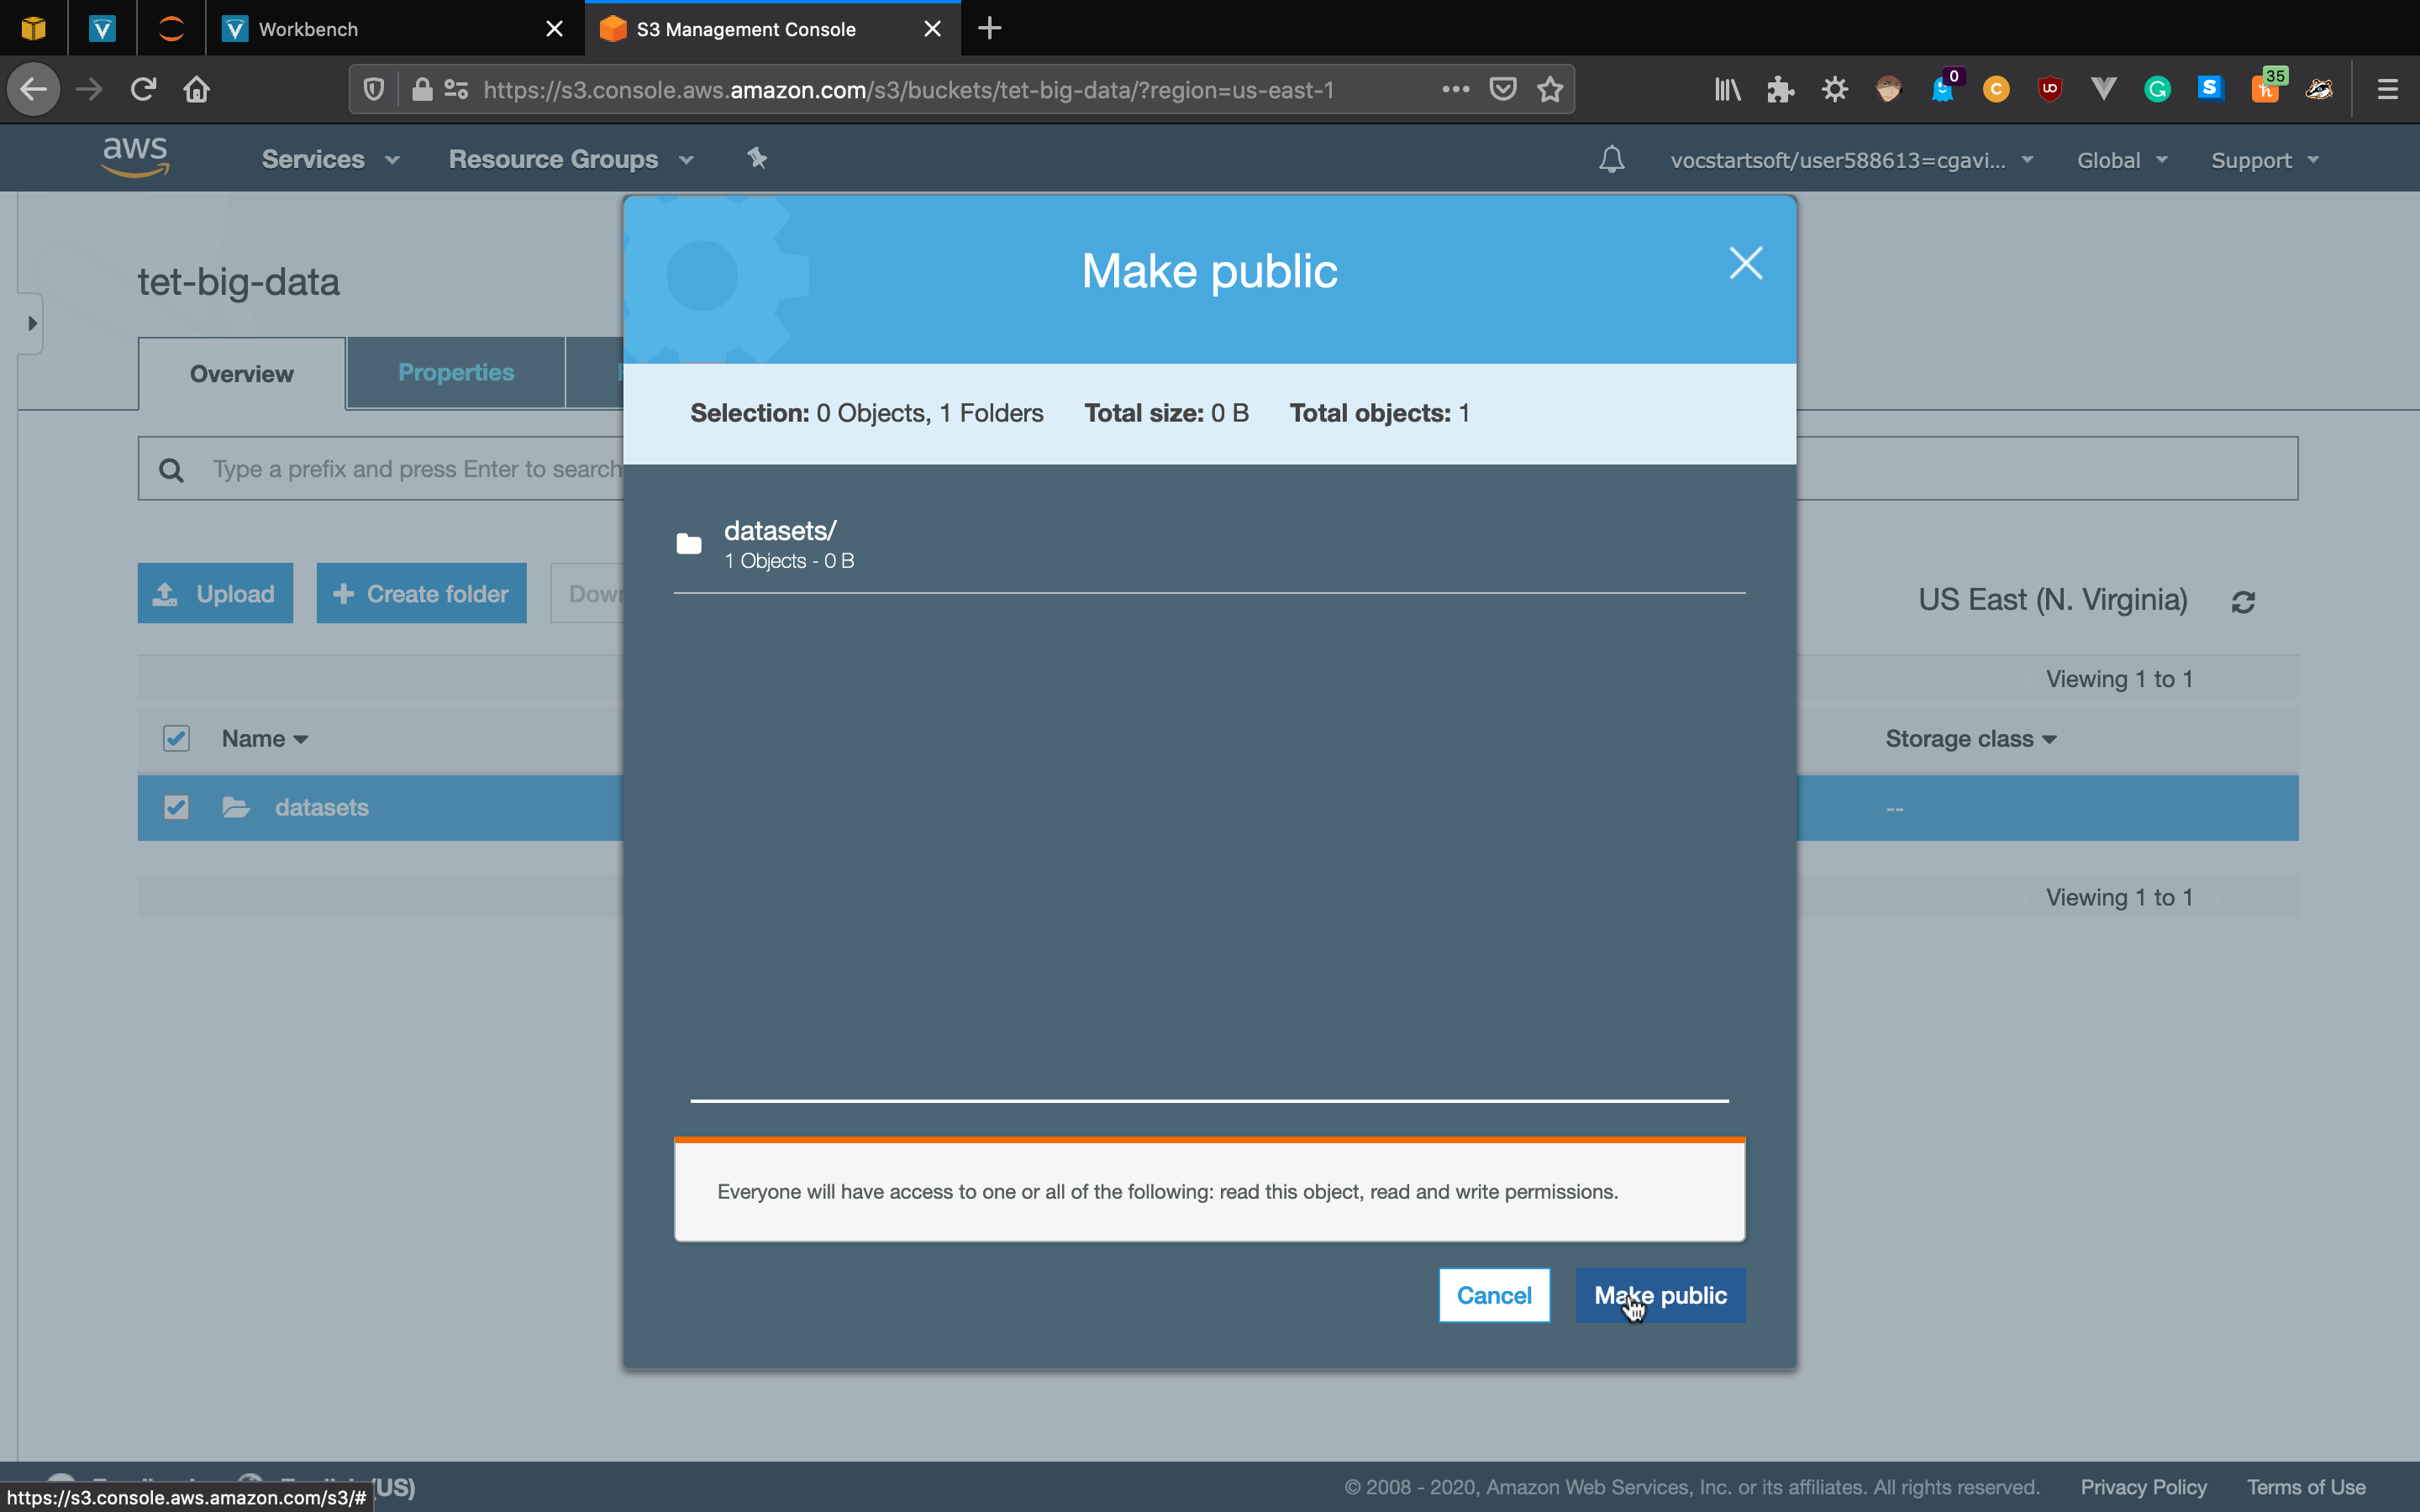 Workbench
S3 Management Console
https://s3.console.aws.amazon.com/s3/buckets/tet-big-data/?region=us-east-1
0
35
aws
Services
Resource Groups
vocstartsoft/user588613=cgavi...
Global
Support
tet-big-data
Overview
Properties
Make public
Selection: 0 Objects, 1 Folders
Total size: 0 B
Total objects: 1
Type a prefix and press Enter to search
datasets/
1 Objects - 0 B
Upload
Create folder
US East (N. Virginia)
Viewing 1 to 1
Name
Storage class
datasets
--
Viewing 1 to 1
Everyone will have access to one or all of the following: read this object, read and write permissions.
Cancel
Make public
(US)
© 2008 - 2020, Amazon Web Services, Inc. or its affiliates. All rights reserved.
Privacy Policy
Terms of Use
https://s3.console.aws.amazon.com/s3/#